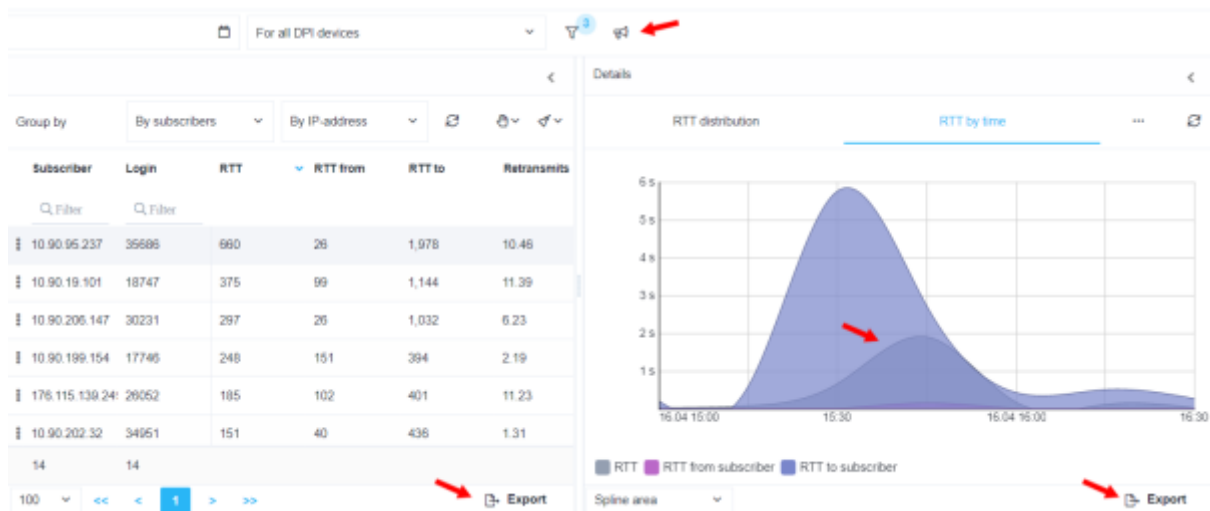 For all DPI devices 3
Details
Group by By subscribers By IP-address
RTT distribution RTT by time ...
Subscriber Login RTT RTT from RTT to Retransmits
Filter Filter
10.90.95.237 35686 660 26 1,978 10.46
10.90.19.101 18747 375 99 1,144 11.39
10.90.206.147 30231 297 26 1,032 6.23
10.90.199.154 17746 248 151 394 2.19
176.115.139.24 26052 185 102 401 11.23
10.90.202.32 34951 151 40 436 1.31
14 14
100 << < 1 > >> Export
6 s
5 s
4 s
3 s
2 s
1 s
16.04 15:00 15:30 16.04 16:00 16:30
RTT RTT from subscriber RTT to subscriber
Spline area Export